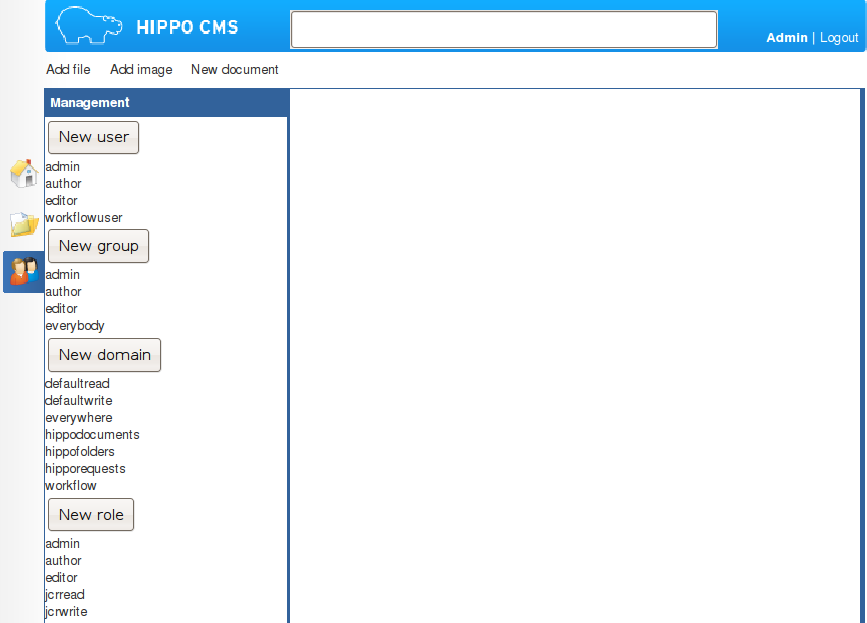 HIPPO CMS
Admin | Logout
Add file Add image New document
Management
New user
admin
author
editor
workflowuser
New group
admin
author
editor
everybody
New domain
defaultread
defaultwrite
everywhere
hippodocuments
hippofolders
hipporequests
workflow
New role
admin
author
editor
jcrread
jcrwrite